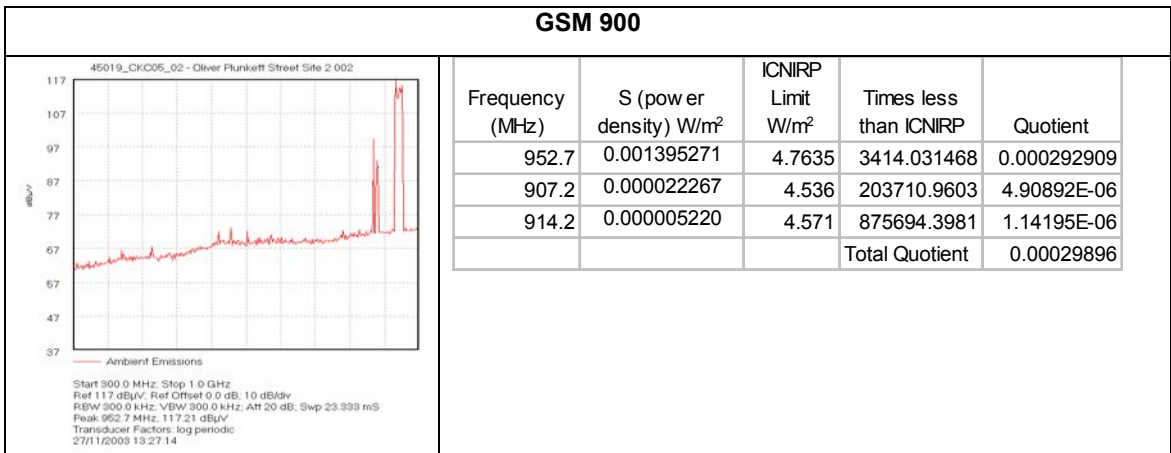 GSM 900
45019_CKC05_02 - Oliver Plunkett Street Site 2 002
117
107
97
87
77
67
57
47
37
dBµV
Ambient Emissions
Start 300.0 MHz; Stop 1.0 GHz
Ref 117 dBµV; Ref Offset 0.0 dB; 10 dB/div
RBW 300.0 kHz; VBW 300.0 kHz; Att 20 dB; Swp 23.333 mS
Peak 952.7 MHz, 117.21 dBµV
Transducer Factors: log periodic
27/11/2003 13:27:14
Frequency (MHz) S (power density) W/m² ICNIRP Limit W/m² Times less than ICNIRP Quotient
952.7 0.001395271 4.7635 3414.031468 0.000292909
907.2 0.000022267 4.536 203710.9603 4.90892E-06
914.2 0.000005220 4.571 875694.3981 1.14195E-06
Total Quotient 0.00029896